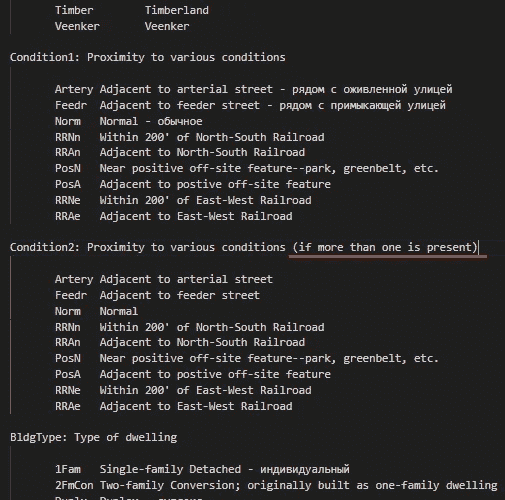 Timber Timberland
Veenker Veenker
Condition1: Proximity to various conditions
Artery Adjacent to arterial street - рядом с оживленной улицей
Feedr Adjacent to feeder street - рядом с примыкающей улицей
Norm Normal - обычное
RRNn Within 200' of North-South Railroad
RRAn Adjacent to North-South Railroad
PosN Near positive off-site feature--park, greenbelt, etc.
PosA Adjacent to postive off-site feature
RRNe Within 200' of East-West Railroad
RRAe Adjacent to East-West Railroad
Condition2: Proximity to various conditions (if more than one is present)
Artery Adjacent to arterial street
Feedr Adjacent to feeder street
Norm Normal
RRNn Within 200' of North-South Railroad
RRAn Adjacent to North-South Railroad
PosN Near positive off-site feature--park, greenbelt, etc.
PosA Adjacent to postive off-site feature
RRNe Within 200' of East-West Railroad
RRAe Adjacent to East-West Railroad
BldgType: Type of dwelling
1Fam Single-family Detached - индивидуальный
2FmCon Two-family Conversion; originally built as one-family dwelling